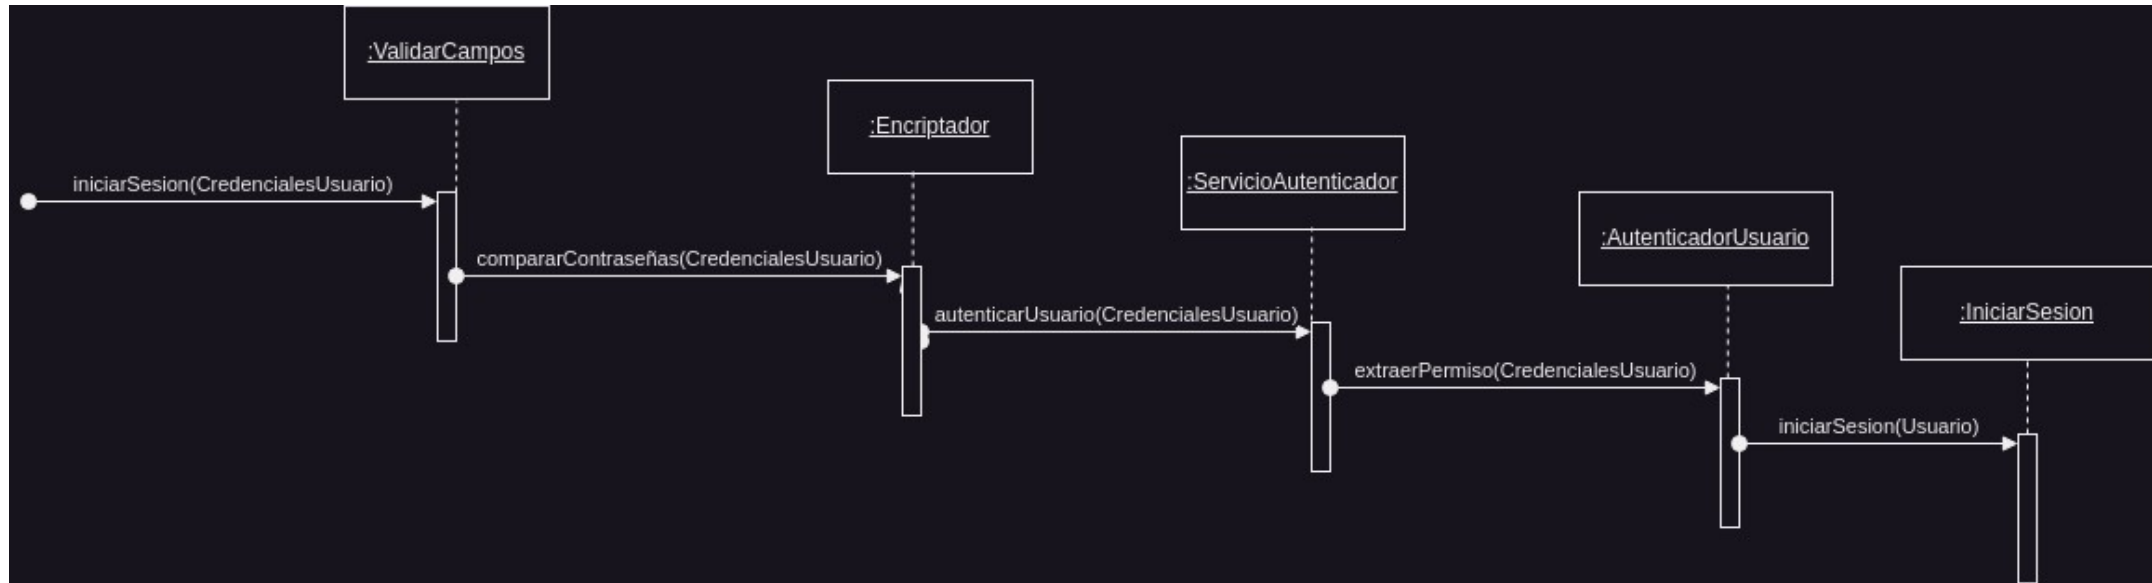 :ValidarCampos
:Encriptador
:ServicioAutenticador
iniciarSesion(CredencialesUsuario)
:AutenticadorUsuario
compararContraseñas(CredencialesUsuario)
autenticarUsuario(CredencialesUsuario)
:IniciarSesion
extraerPermiso(CredencialesUsuario)
iniciarSesion(Usuario)